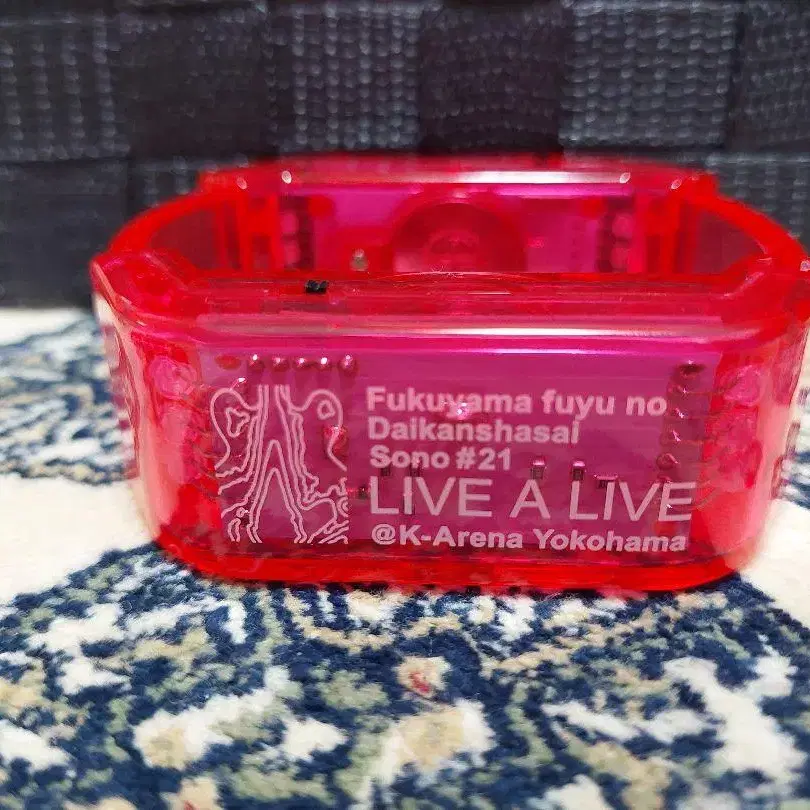 Fukuyama fuyu no
Daikanshasai
Sono #21
LIVE A LIVE
@K-Arena Yokohama